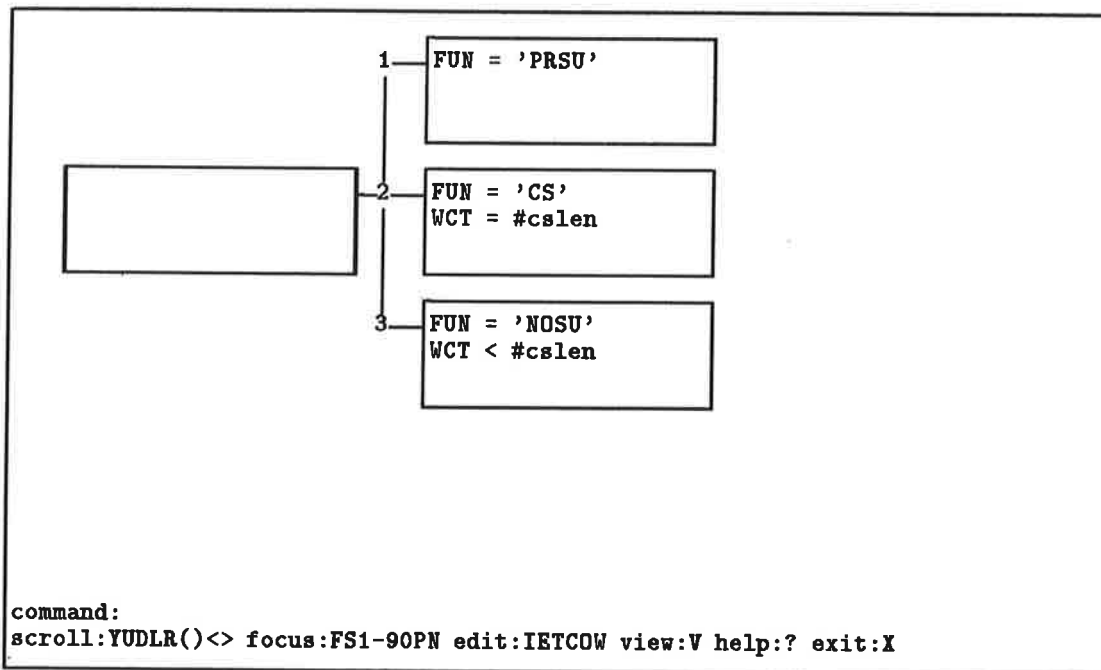 1
FUN = 'PRSU'
2
FUN = 'CS'
WCT = #cslen
3
FUN = 'NOSU'
WCT < #cslen
command:
scroll:YUDLR()<> focus:FS1-90PN edit:IETCOW view:V help:? exit:X